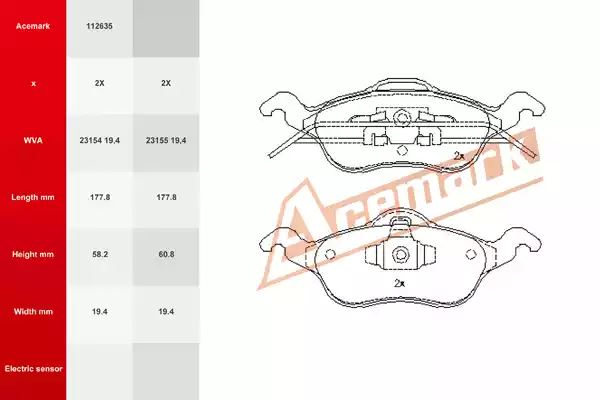 Acemark 112635
x 2X 2X
WVA 23154 19.4 23155 19,4
Length mm 177.8 177.8
Height mm 58.2 60.8
Width mm 19.4 19.4
Electric sensor
2x
Acemark
2x